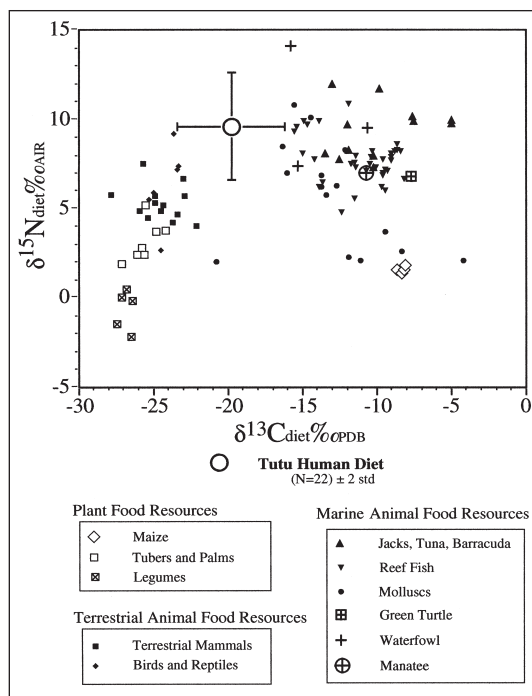 15
10
5
0
-5
-30
-25
-20
-15
-10
-5
0
δ15Ndiet‰AIR
δ13Cdiet‰PDB
Tutu Human Diet
(N=22) ± 2 std
Plant Food Resources
Maize
Tubers and Palms
Legumes
Terrestrial Animal Food Resources
Terrestrial Mammals
Birds and Reptiles
Marine Animal Food Resources
Jacks, Tuna, Barracuda
Reef Fish
Molluscs
Green Turtle
Waterfowl
Manatee